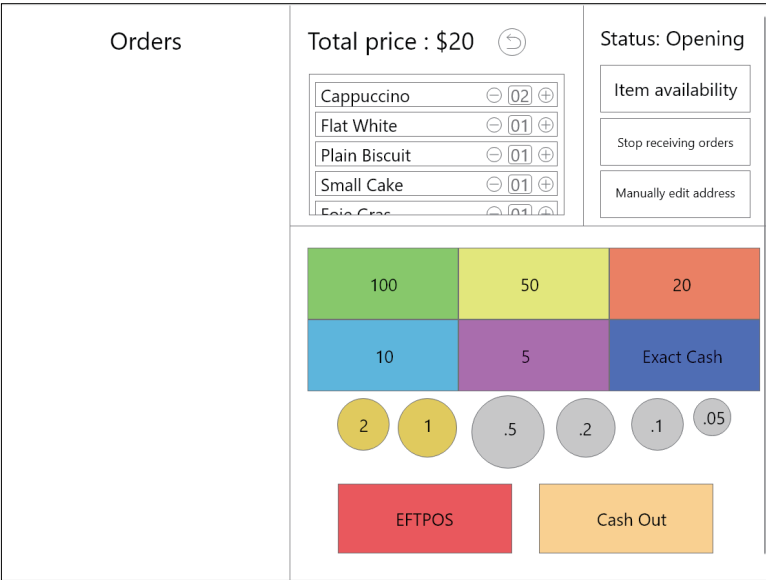 Orders
Total price : $20
Cappuccino 02
Flat White 01
Plain Biscuit 01
Small Cake 01
Foie Gras 01
Status: Opening
Item availability
Stop receiving orders
Manually edit address
100 50 20
10 5 Exact Cash
2 1 .5 .2 .1 .05
EFTPOS Cash Out